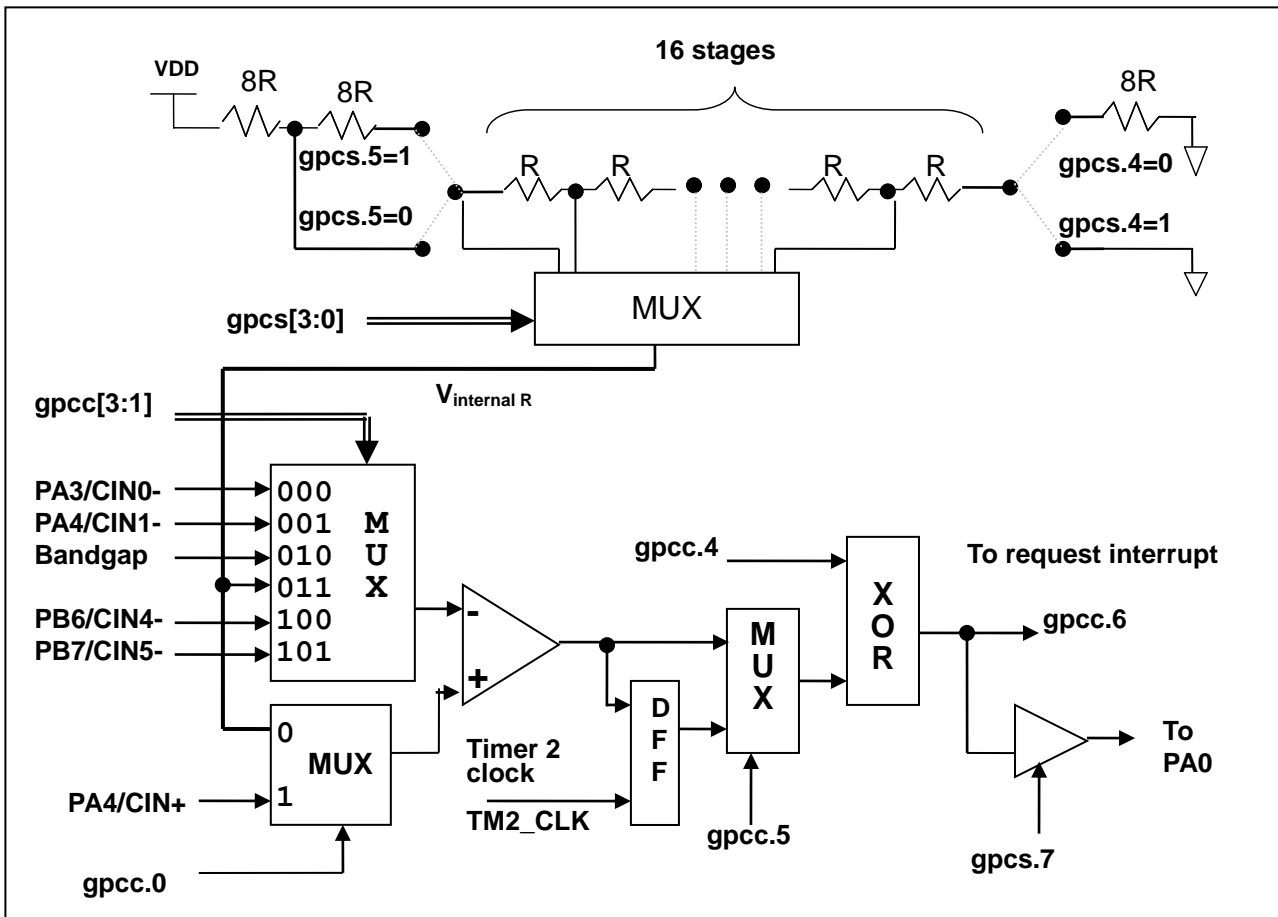 16 stages
VDD
8R
8R
8R
gpcs.5=1
R
R
R
R
gpcs.4=0
gpcs.5=0
gpcs.4=1
MUX
gpcs[3:0]
V internal R
gpcc[3:1]
PA3/CIN0-
000
PA4/CIN1-
001
Bandgap
010
011
PB6/CIN4-
100
PB7/CIN5-
101
M
U
X
-
+
gpcc.4
To request interrupt
X
O
R
gpcc.6
M
U
X
D
F
F
0
MUX
1
PA4/CIN+
gpcc.0
Timer 2
clock
TM2_CLK
gpcc.5
To
PA0
gpcs.7